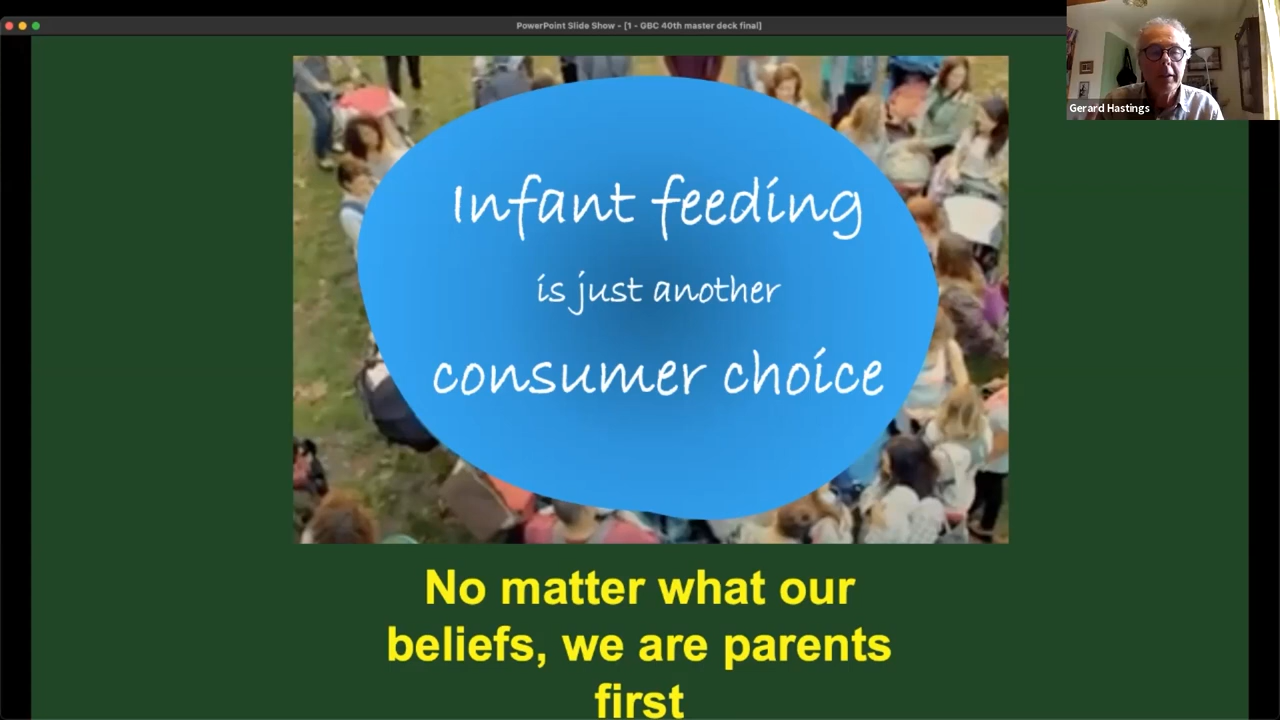 PowerPoint Slide Show - [1 - GBC 40th master deck final]
Gerard Hastings
Infant feeding
is just another
consumer choice
No matter what our
beliefs, we are parents
first